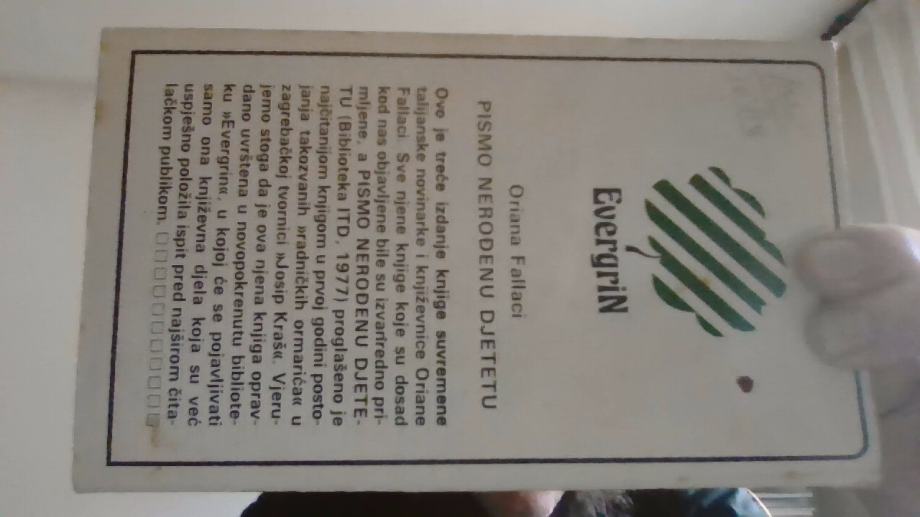 EvergriN
Oriana Fallaci
PISMO NEROĐENU DJETETU
Ovo je treće izdanje knjige suvremene
talijanske novinarke i književnice Oriane
Fallaci. Sve njene knjige koje su dosad
kod nas objavljene bile su izvanredno pri-
mljene, a PISMO NEROĐENU DJETE-
TU (Biblioteka ITD, 1977) proglašeno je
najčitanijom knjigom u prvoj godini posto-
janja takozvanih »radničkih ormarića« u
zagrebačkoj tvornici »Josip Kraš«. Vjeru-
jemo stoga da je ova njena knjiga oprav-
dano uvrštena u novopokrenutu bibliote-
ku »Evergrin«, u kojoj će se pojavljivati
samo ona književna djela koja su već
uspješno položila ispit pred najširom čita-
lačkom publikom.